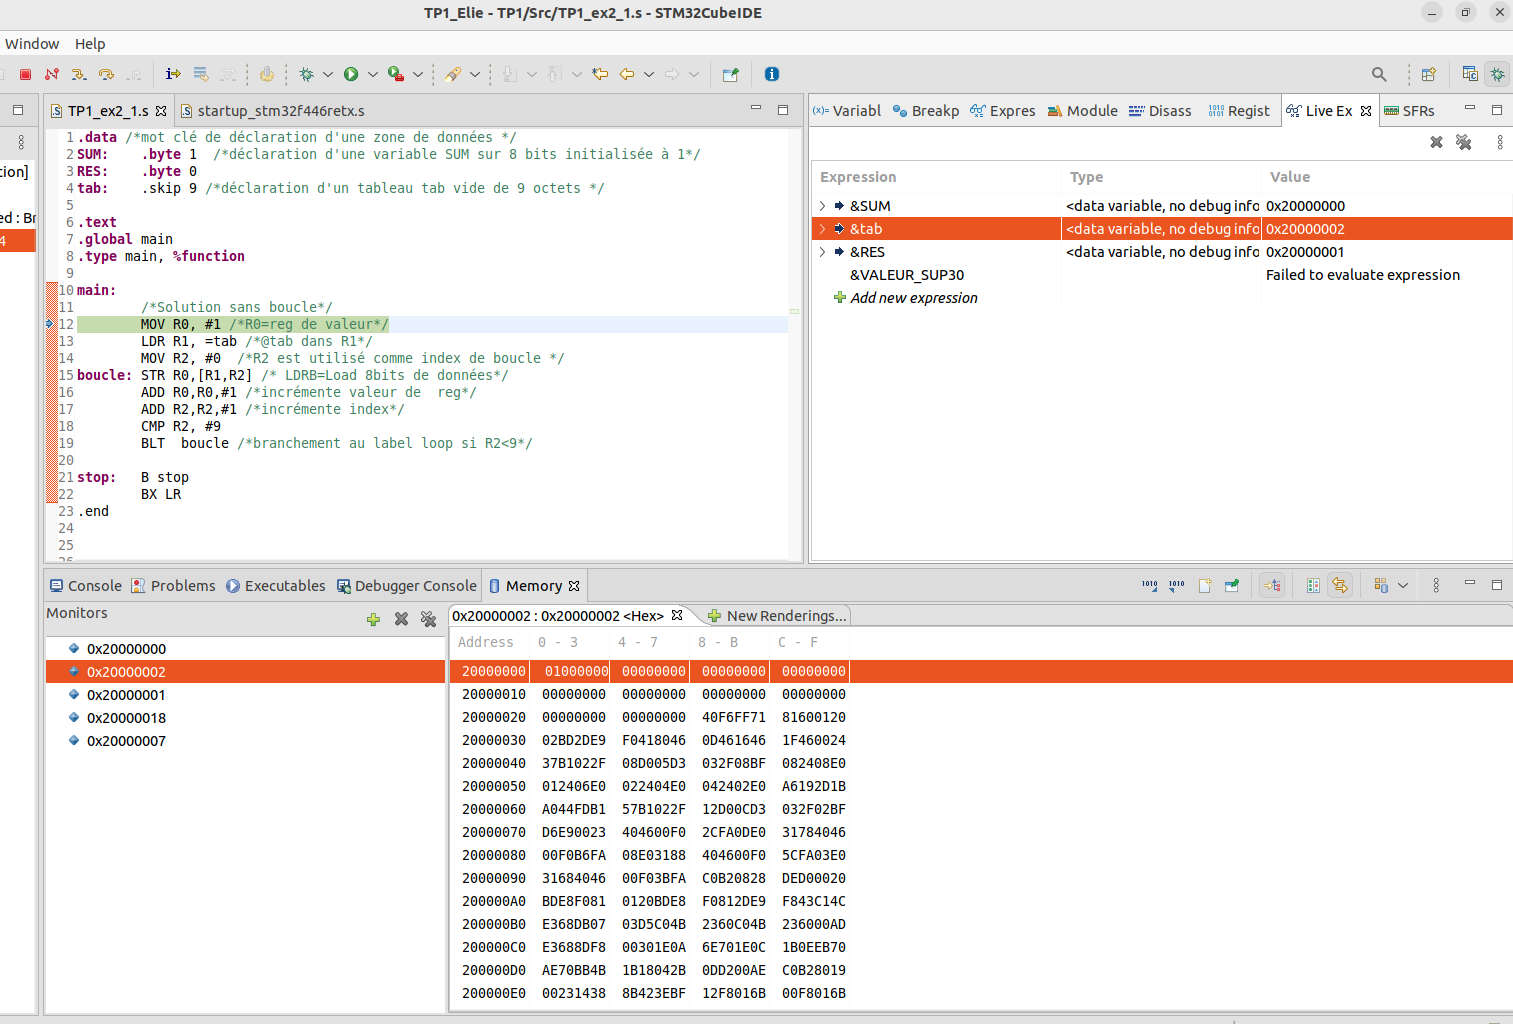 TP1_Elie - TP1/Src/TP1_ex2_1.s - STM32CubeIDE
Window Help
TP1_ex2_1.s startup_stm32f446retx.s
(x)= Variabl Breakp Expres Module Disass Regist Live Ex SFRs
ction]
ed : Br
4
1 .data /*mot clé de déclaration d'une zone de données */
2 SUM: .byte 1 /*déclaration d'une variable SUM sur 8 bits initialisée à 1*/
3 RES: .byte 0
4 tab: .skip 9 /*déclaration d'un tableau tab vide de 9 octets */
5
6 .text
7 .global main
8 .type main, %function
9
10 main:
11 /*Solution sans boucle*/
12 MOV R0, #1 /*R0=reg de valeur*/
13 LDR R1, =tab /*@tab dans R1*/
14 MOV R2, #0 /*R2 est utilisé comme index de boucle */
15 boucle: STR R0,[R1,R2] /* LDRB=Load 8bits de données*/
16 ADD R0,R0,#1 /*incrémente valeur de reg*/
17 ADD R2,R2,#1 /*incrémente index*/
18 CMP R2, #9
19 BLT boucle /*branchement au label loop si R2<9*/
20
21 stop: B stop
22 BX LR
23 .end
24
25
Expression Type Value
&SUM <data variable, no debug info 0x20000000
&tab <data variable, no debug info 0x20000002
&RES <data variable, no debug info 0x20000001
&VALEUR_SUP30 Failed to evaluate expression
Add new expression
Console Problems Executables Debugger Console Memory
Monitors
0x20000000
0x20000002
0x20000001
0x20000018
0x20000007
0x20000002 : 0x20000002 <Hex> New Renderings...
Address 0 - 3 4 - 7 8 - B C - F
20000000 01000000 00000000 00000000 00000000
20000010 00000000 00000000 00000000 00000000
20000020 00000000 00000000 40F6FF71 81600120
20000030 02BD2DE9 F0418046 0D461646 1F460024
20000040 37B1022F 08D005D3 032F08BF 082408E0
20000050 012406E0 022404E0 042402E0 A6192D1B
20000060 A044FDB1 57B1022F 12D00CD3 032F02BF
20000070 D6E90023 404600F0 2CFA0DE0 31784046
20000080 00F0B6FA 08E03188 404600F0 5CFA03E0
20000090 31684046 00F03BFA C0B20828 DED00020
200000A0 BDE8F081 0120BDE8 F0812DE9 F843C14C
200000B0 E368DB07 03D5C04B 2360C04B 236000AD
200000C0 E3688DF8 00301E0A 6E701E0C 1B0EEB70
200000D0 AE70BB4B 1B18042B 0DD200AE C0B28019
200000E0 00231438 8B423EBF 12F8016B 00F8016B